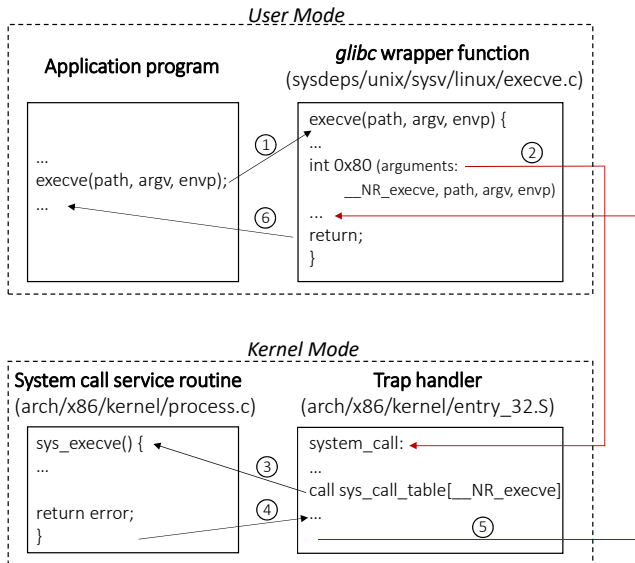 User Mode
Application program
glibc wrapper function
(sysdeps/unix/sysv/linux/execve.c)
...
execve(path, argv, envp);
...
execve(path, argv, envp) {
...
int 0x80 (arguments:
__NR_execve, path, argv, envp)
...
return;
}
1
2
6
Kernel Mode
System call service routine
(arch/x86/kernel/process.c)
Trap handler
(arch/x86/kernel/entry_32.S)
sys_execve() {
...
return error;
}
system_call:
...
call sys_call_table[__NR_execve]
...
3
4
5